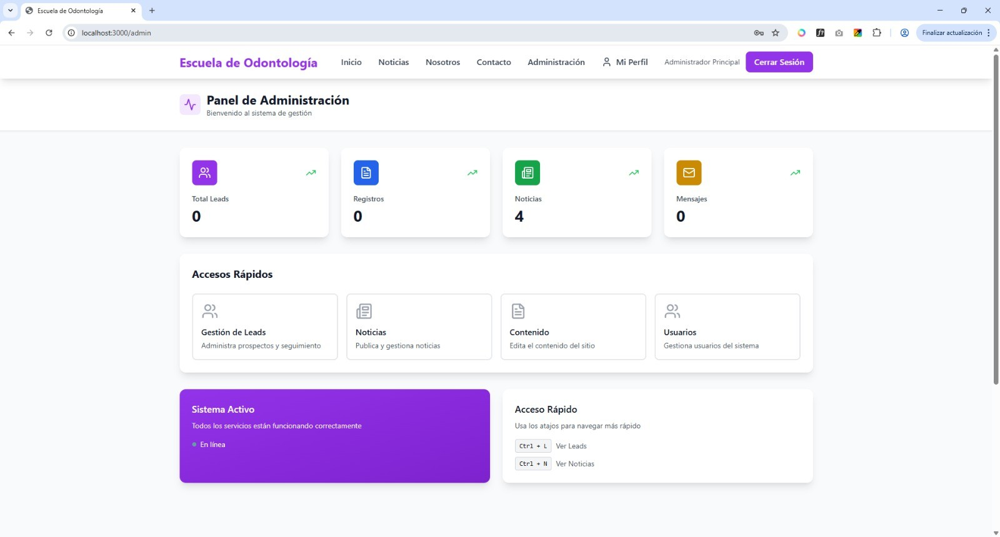 Escuela de Odontología
localhost:3000/admin
Finalizar actualización
Escuela de Odontología
Inicio
Noticias
Nosotros
Contacto
Administración
Mi Perfil
Administrador Principal
Cerrar Sesión
Panel de Administración
Bienvenido al sistema de gestión
Total Leads
0
Registros
0
Noticias
4
Mensajes
0
Accesos Rápidos
Gestión de Leads
Administra prospectos y seguimiento
Noticias
Publica y gestiona noticias
Contenido
Edita el contenido del sitio
Usuarios
Gestiona usuarios del sistema
Sistema Activo
Todos los servicios están funcionando correctamente
En línea
Acceso Rápido
Usa los atajos para navegar más rápido
Ctrl + L Ver Leads
Ctrl + N Ver Noticias